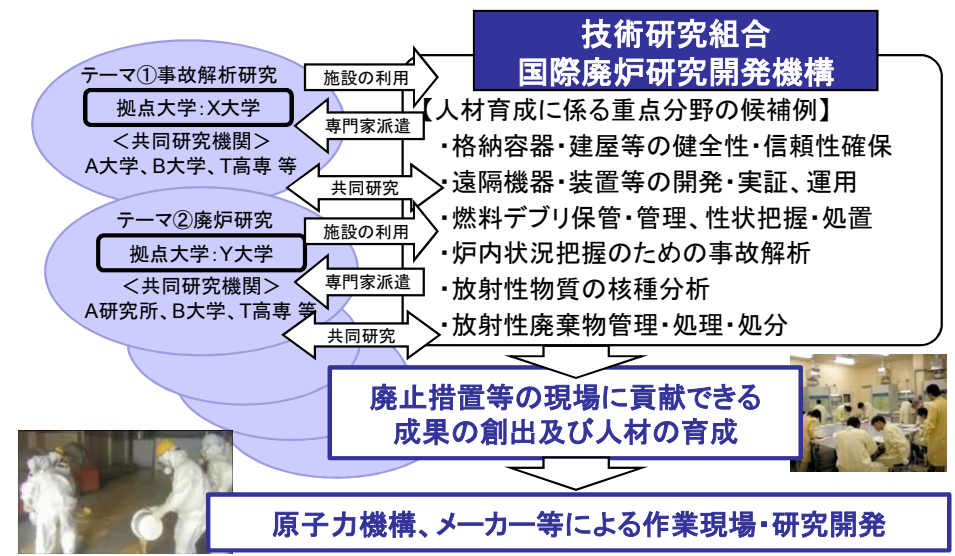 技術研究組合
国際廃炉研究開発機構
テーマ①事故解析研究
拠点大学:X大学
＜共同研究機関＞
A大学、B大学、T高専 等
施設の利用
専門家派遣
共同研究
テーマ②廃炉研究
拠点大学:Y大学
＜共同研究機関＞
A研究所、B大学、T高専 等
施設の利用
専門家派遣
共同研究
【人材育成に係る重点分野の候補例】
・格納容器・建屋等の健全性・信頼性確保
・遠隔機器・装置等の開発・実証、運用
・燃料デブリ保管・管理、性状把握・処置
・炉内状況把握のための事故解析
・放射性物質の核種分析
・放射性廃棄物管理・処理・処分
廃止措置等の現場に貢献できる
成果の創出及び人材の育成
原子力機構、メーカー等による作業現場・研究開発